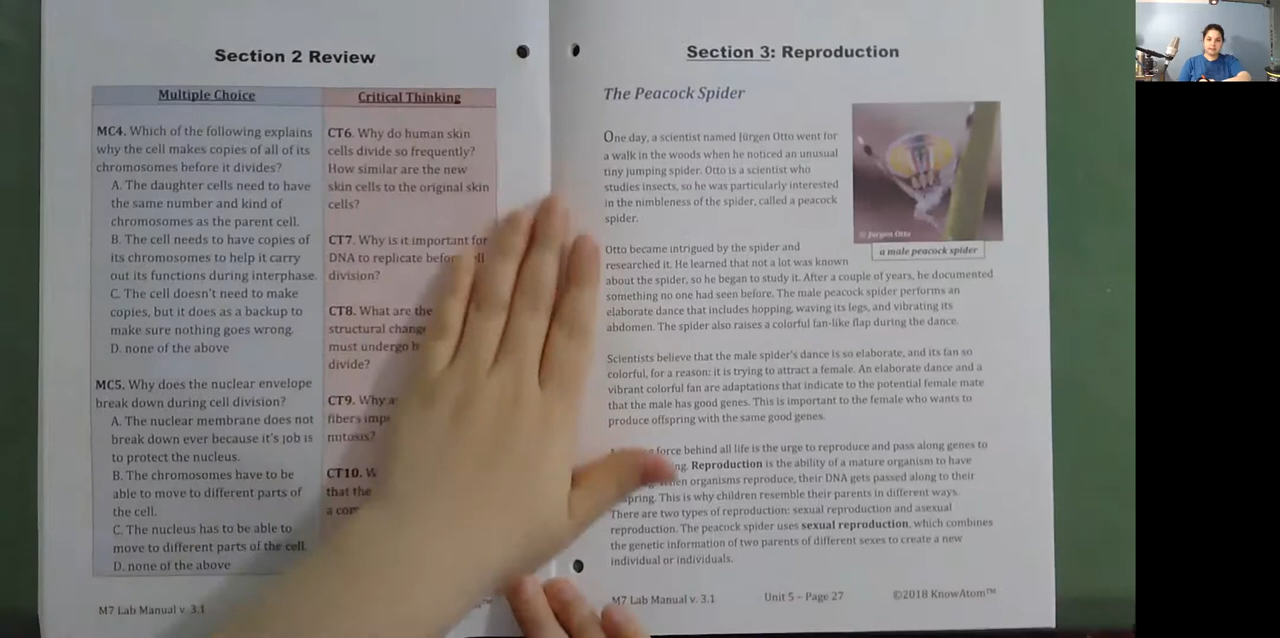 Section 2 Review
Multiple Choice
MC4. Which of the following explains
why the cell makes copies of all of its
chromosomes before it divides?
A. The daughter cells need to have
the same number and kind of
chromosomes as the parent cell.
B. The cell needs to have copies of
its chromosomes to help it carry
out its functions during interphase.
C. The cell doesn't need to make
copies, but it does as a backup to
make sure nothing goes wrong.
D. none of the above
MC5. Why does the nuclear envelope
break down during cell division?
A. The nuclear membrane does not
break down ever because it's job is
to protect the nucleus.
B. The chromosomes have to be
able to move to different parts of
the cell.
C. The nucleus has to be able to
move to different parts of the cell.
D. none of the above
Critical Thinking
CT6. Why do human skin
cells divide so frequently?
How similar are the new
skin cells to the original skin
cells?
CT7. Why is it important for
DNA to replicate
division?
CT8. What are the
structural
must undergo
divide?
CT9.
fibers
mitosis?
CT10.
that the
a
M7 Lab Manual v. 3.1
Section 3: Reproduction
The Peacock Spider
One day, a scientist named Jürgen Otto went for
a walk in the woods when he noticed an unusual
tiny jumping spider. Otto is a scientist who
studies insects, so he was particularly interested
in the nimbleness of the spider, called a peacock
spider.
© Jürgen Otto
a male peacock spider
Otto became intrigued by the spider and
researched it. He learned that not a lot was known
about the spider, so he began to study it. After a couple of years, he documented
something no one had seen before. The male peacock spider performs an
elaborate dance that includes hopping, waving its legs, and vibrating its
abdomen. The spider also raises a colorful fan-like flap during the dance.
Scientists believe that the male spider's dance is so elaborate, and its fan so
colorful, for a reason: it is trying to attract a female. An elaborate dance and a
vibrant colorful fan are adaptations that indicate to the potential female mate
that the male has good genes. This is important to the female who wants to
produce offspring with the same good genes.
force behind all life is the urge to reproduce and pass along genes to
Reproduction is the ability of a mature organism to have
organisms reproduce, their DNA gets passed along to their
This is why children resemble their parents in different ways.
There are two types of reproduction: sexual reproduction and asexual
reproduction. The peacock spider uses sexual reproduction, which combines
the genetic information of two parents of different sexes to create a new
individual or individuals.
M7 Lab Manual v. 3.1 Unit 5 – Page 27 ©2018 KnowAtom™